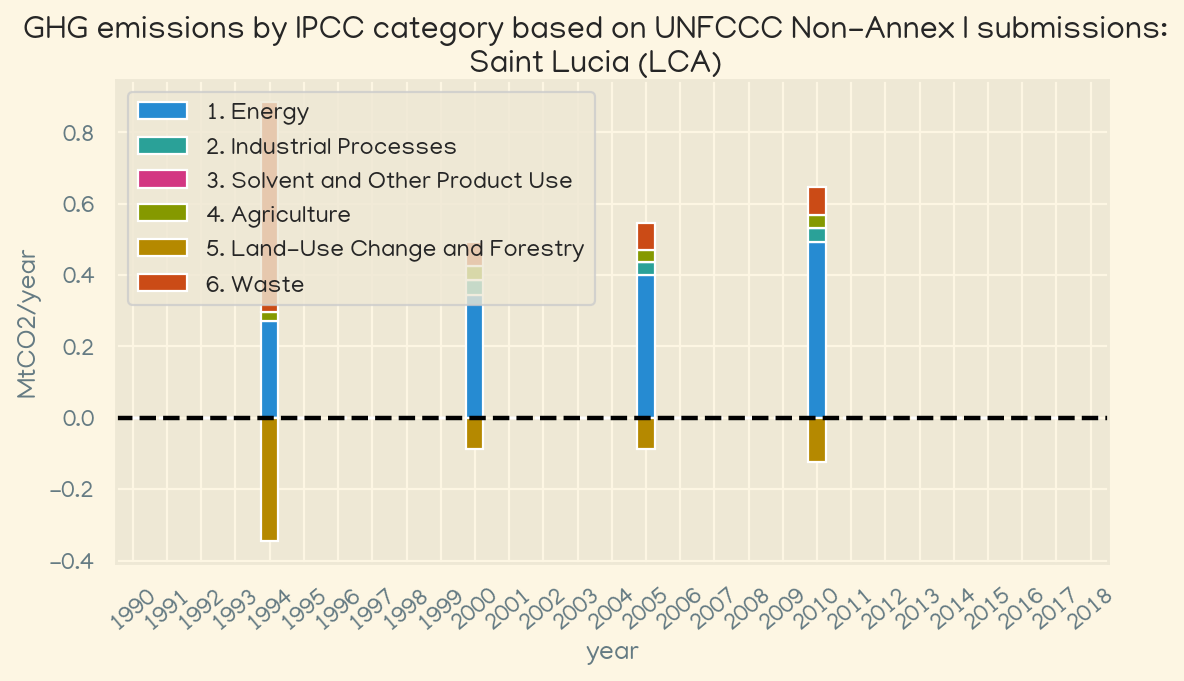 GHG emissions by IPCC category based on UNFCCC Non-Annex I submissions:
Saint Lucia (LCA)
1. Energy
2. Industrial Processes
3. Solvent and Other Product Use
4. Agriculture
5. Land-Use Change and Forestry
6. Waste
MtCO2/year
0.8
0.6
0.4
0.2
0.0
−0.2
−0.4
1990 1991 1992 1993 1994 1995 1996 1997 1998 1999 2000 2001 2002 2003 2004 2005 2006 2007 2008 2009 2010 2011 2012 2013 2014 2015 2016 2017 2018
year